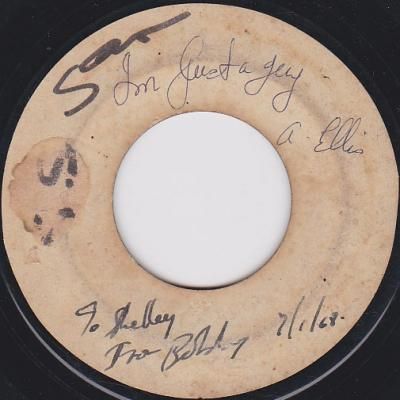 I'm Just a guy
A. Ellis
To Shelley
From Bobby 7/1/68.